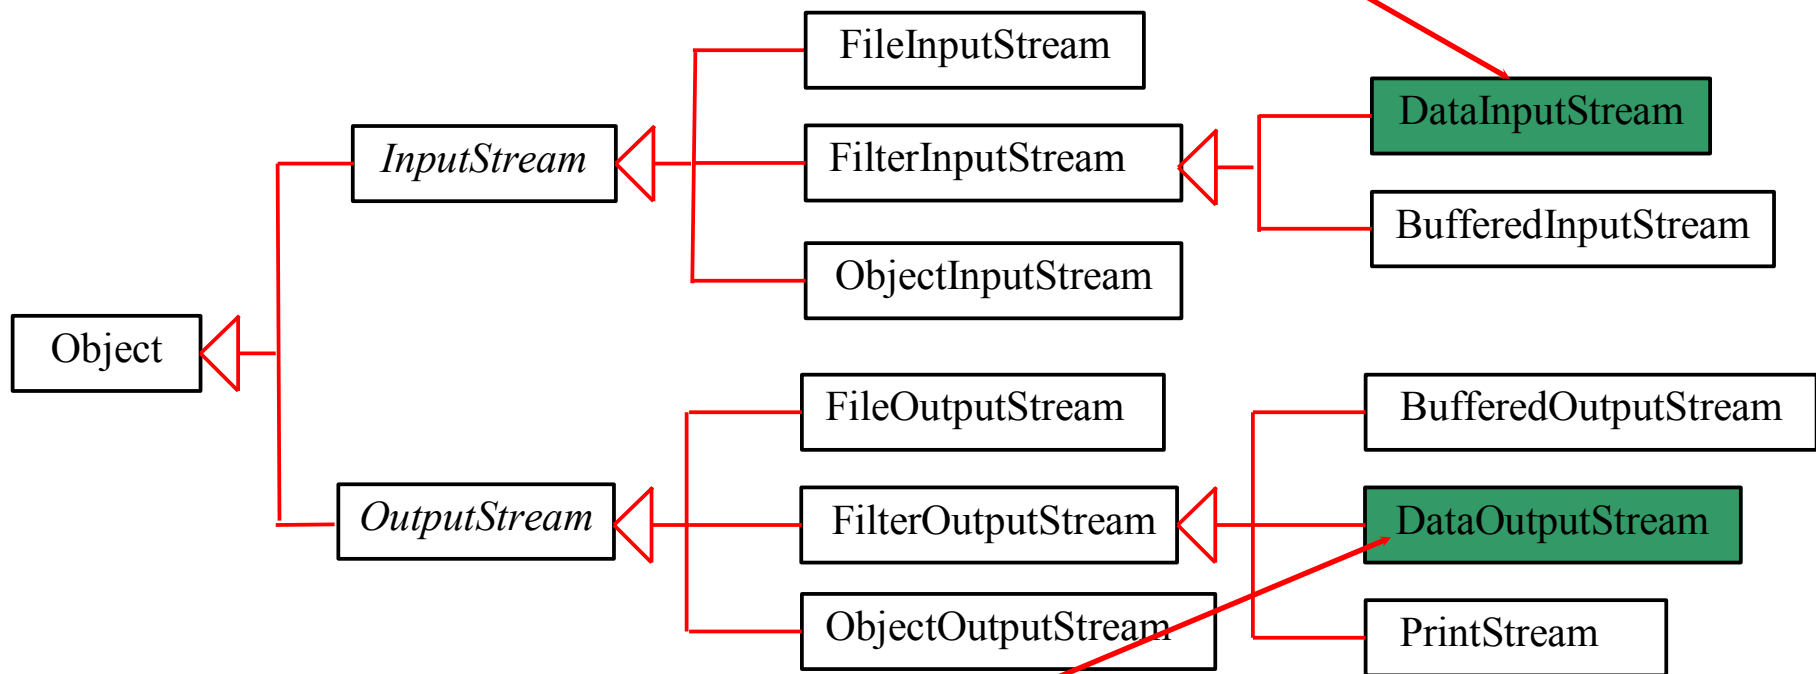 FileInputStream
DataInputStream
InputStream
FilterInputStream
BufferedInputStream
ObjectInputStream
Object
FileOutputStream
BufferedOutputStream
OutputStream
FilterOutputStream
DataOutputStream
ObjectOutputStream
PrintStream